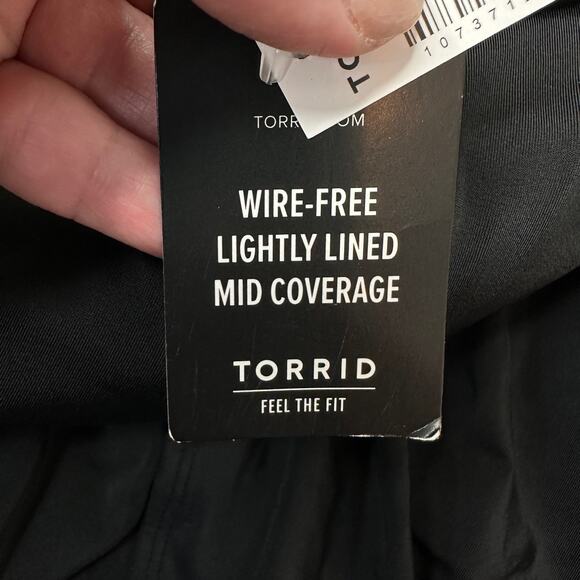 WIRE-FREE
LIGHTLY LINED
MID COVERAGE
TORRID
FEEL THE FIT